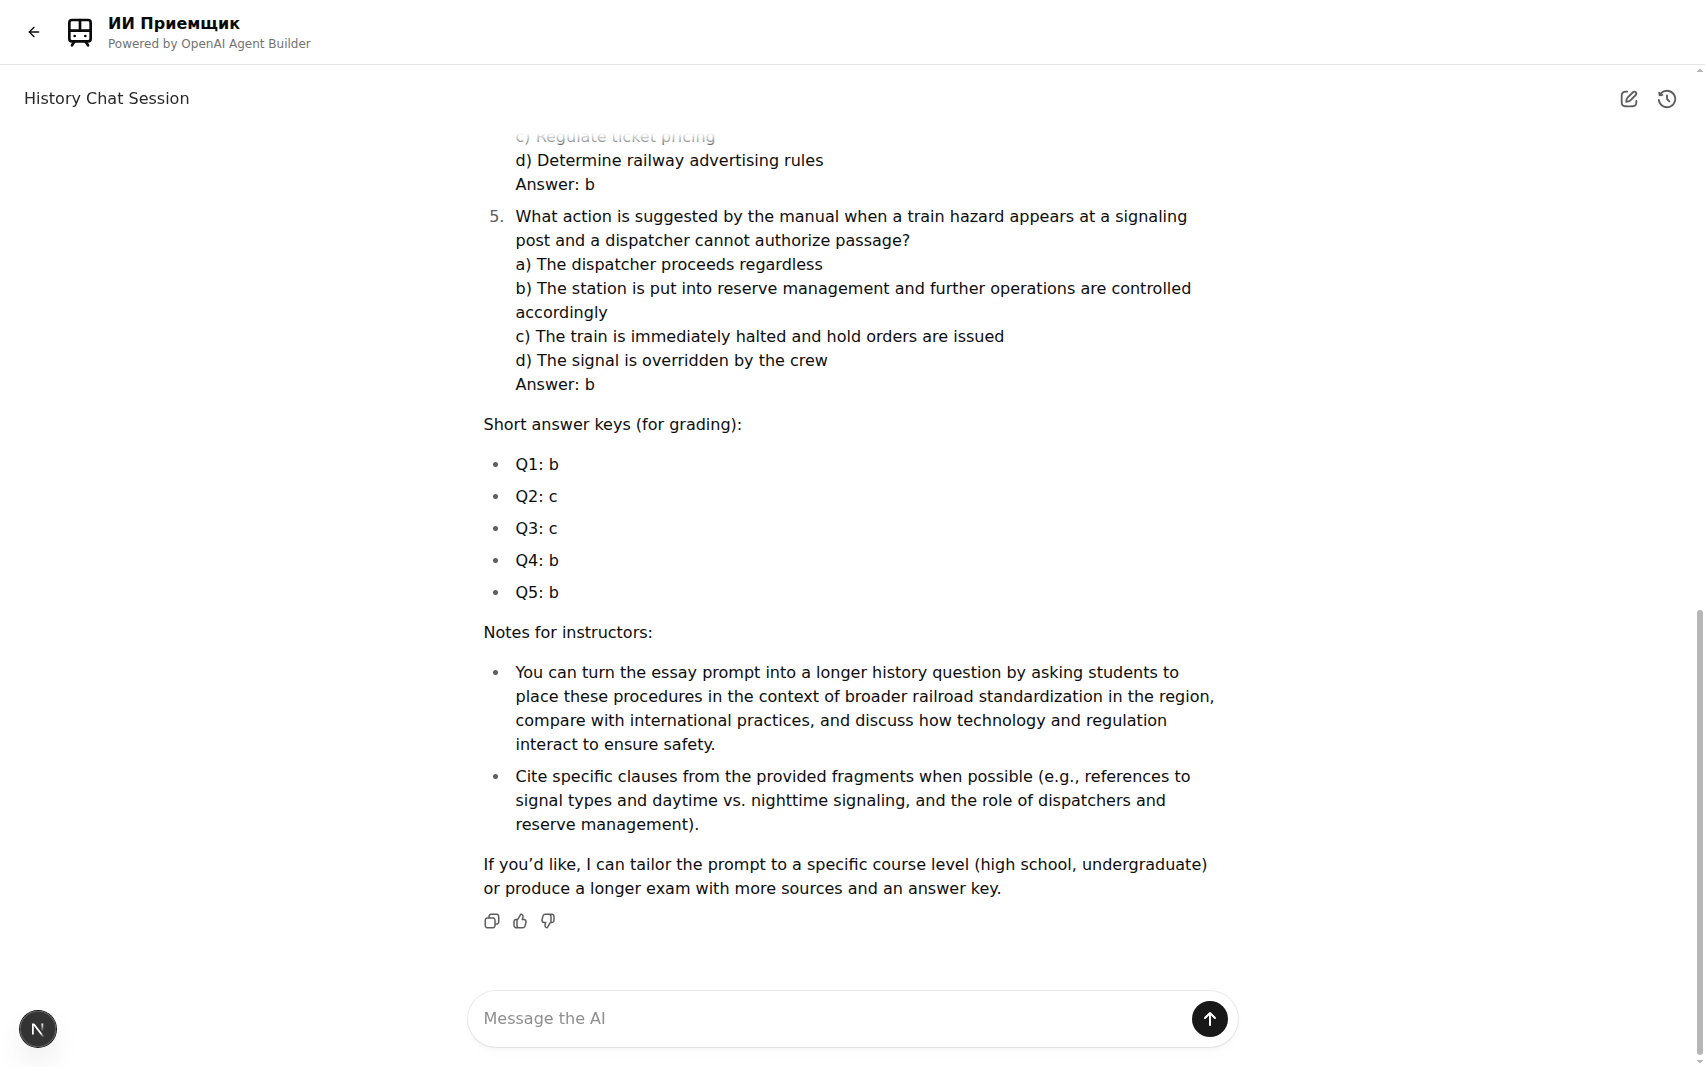 ИИ Приемщик
Powered by OpenAI Agent Builder
History Chat Session
c) Regulate ticket pricing
d) Determine railway advertising rules
Answer: b
5. What action is suggested by the manual when a train hazard appears at a signaling
post and a dispatcher cannot authorize passage?
a) The dispatcher proceeds regardless
b) The station is put into reserve management and further operations are controlled
accordingly
c) The train is immediately halted and hold orders are issued
d) The signal is overridden by the crew
Answer: b
Short answer keys (for grading):
• Q1: b
• Q2: c
• Q3: c
• Q4: b
• Q5: b
Notes for instructors:
• You can turn the essay prompt into a longer history question by asking students to
place these procedures in the context of broader railroad standardization in the region,
compare with international practices, and discuss how technology and regulation
interact to ensure safety.
• Cite specific clauses from the provided fragments when possible (e.g., references to
signal types and daytime vs. nighttime signaling, and the role of dispatchers and
reserve management).
If you’d like, I can tailor the prompt to a specific course level (high school, undergraduate)
or produce a longer exam with more sources and an answer key.
Message the AI
N